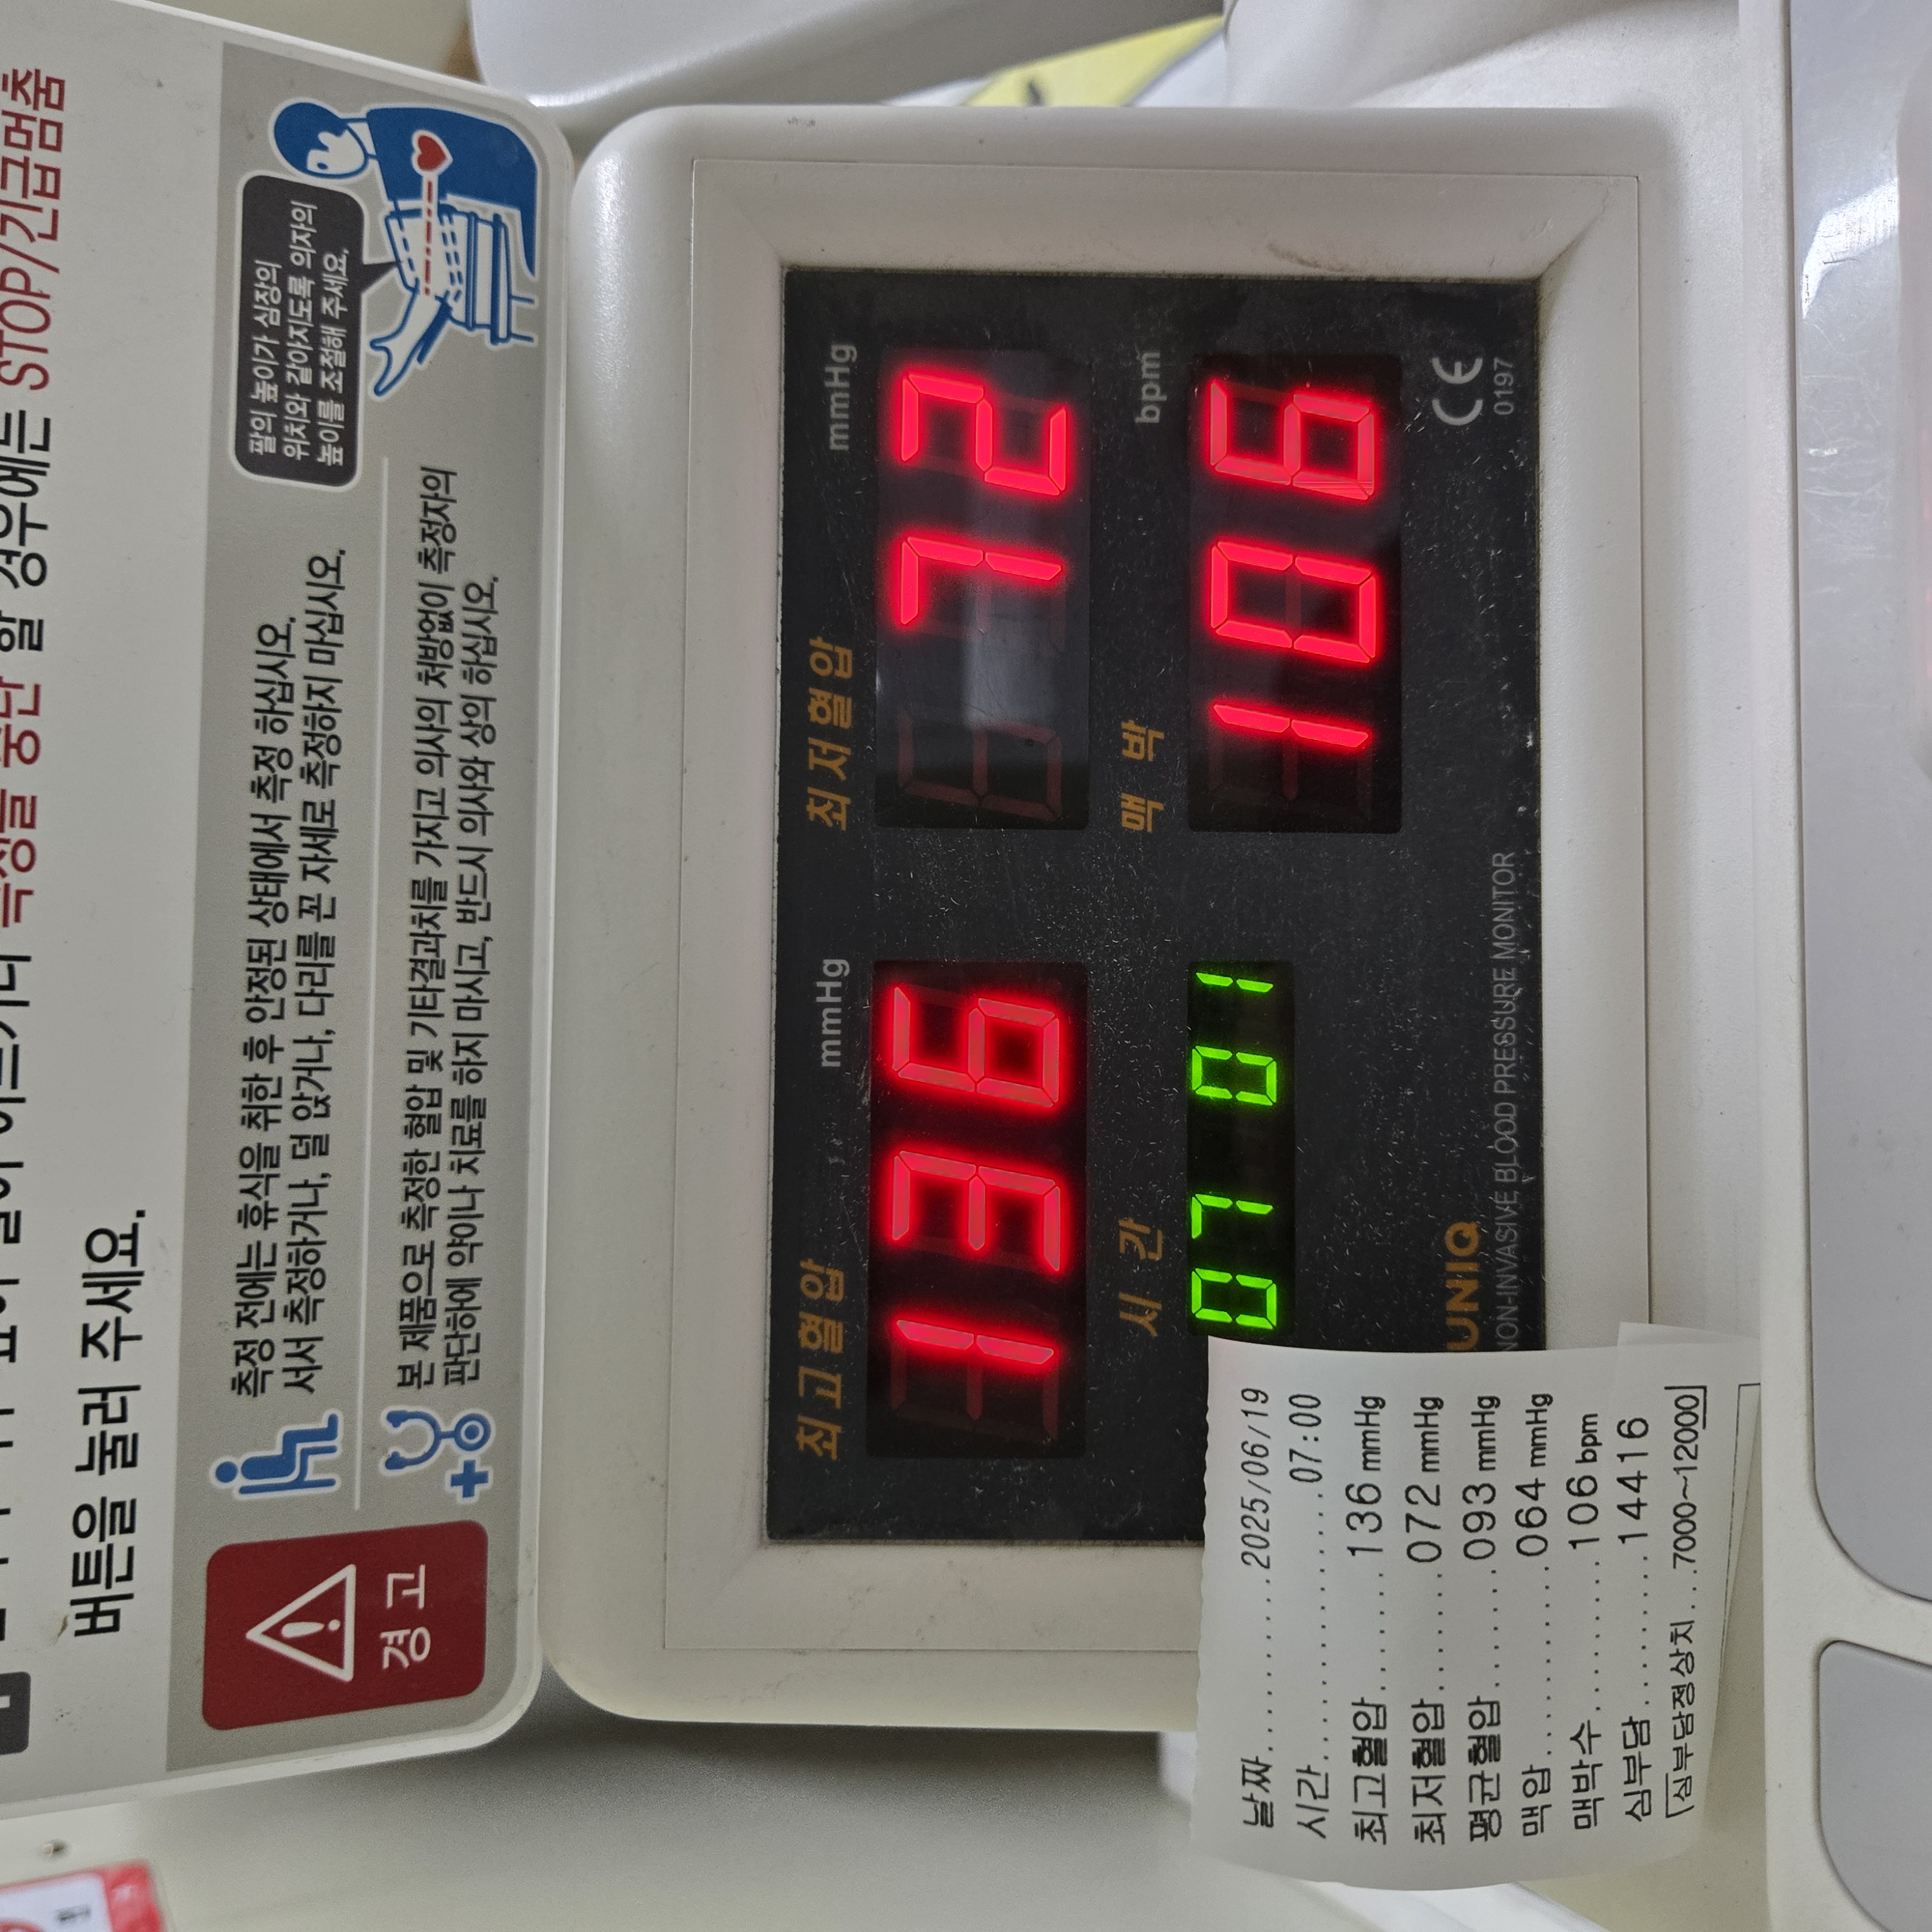 STOP/긴급멈춤
버튼을 눌러 주세요.
경고
측정 전에는 휴식을 취한 후 안정된 상태에서 측정 하십시오.
서서 측정하거나, 덜 앉거나, 다리를 꼰 자세로 측정하지 마십시오.
본 제품으로 측정한 혈압 및 기타결과치를 가지고 의사의 처방없이 측정자의
판단하에 약이나 치료를 하지 마시고, 반드시 의사와 상의 하십시오.
팔의 높이가 심장의
위치와 같아지도록 의자의
높이를 조절해 주세요.
최고혈압 mmHg 최저혈압 mmHg
136 72
시 간 맥 박 bpm
07 01 106
UNIQ
NON-INVASIVE BLOOD PRESSURE MONITOR
CE
0197
날짜..............2025/06/19
시간..............07:00
최고혈압.........136 mmHg
최저혈압.........072 mmHg
평균혈압.........093 mmHg
맥압..............064 mmHg
맥박수...........106 bpm
심부담...........14416
[심부담정상치...7000~12000]